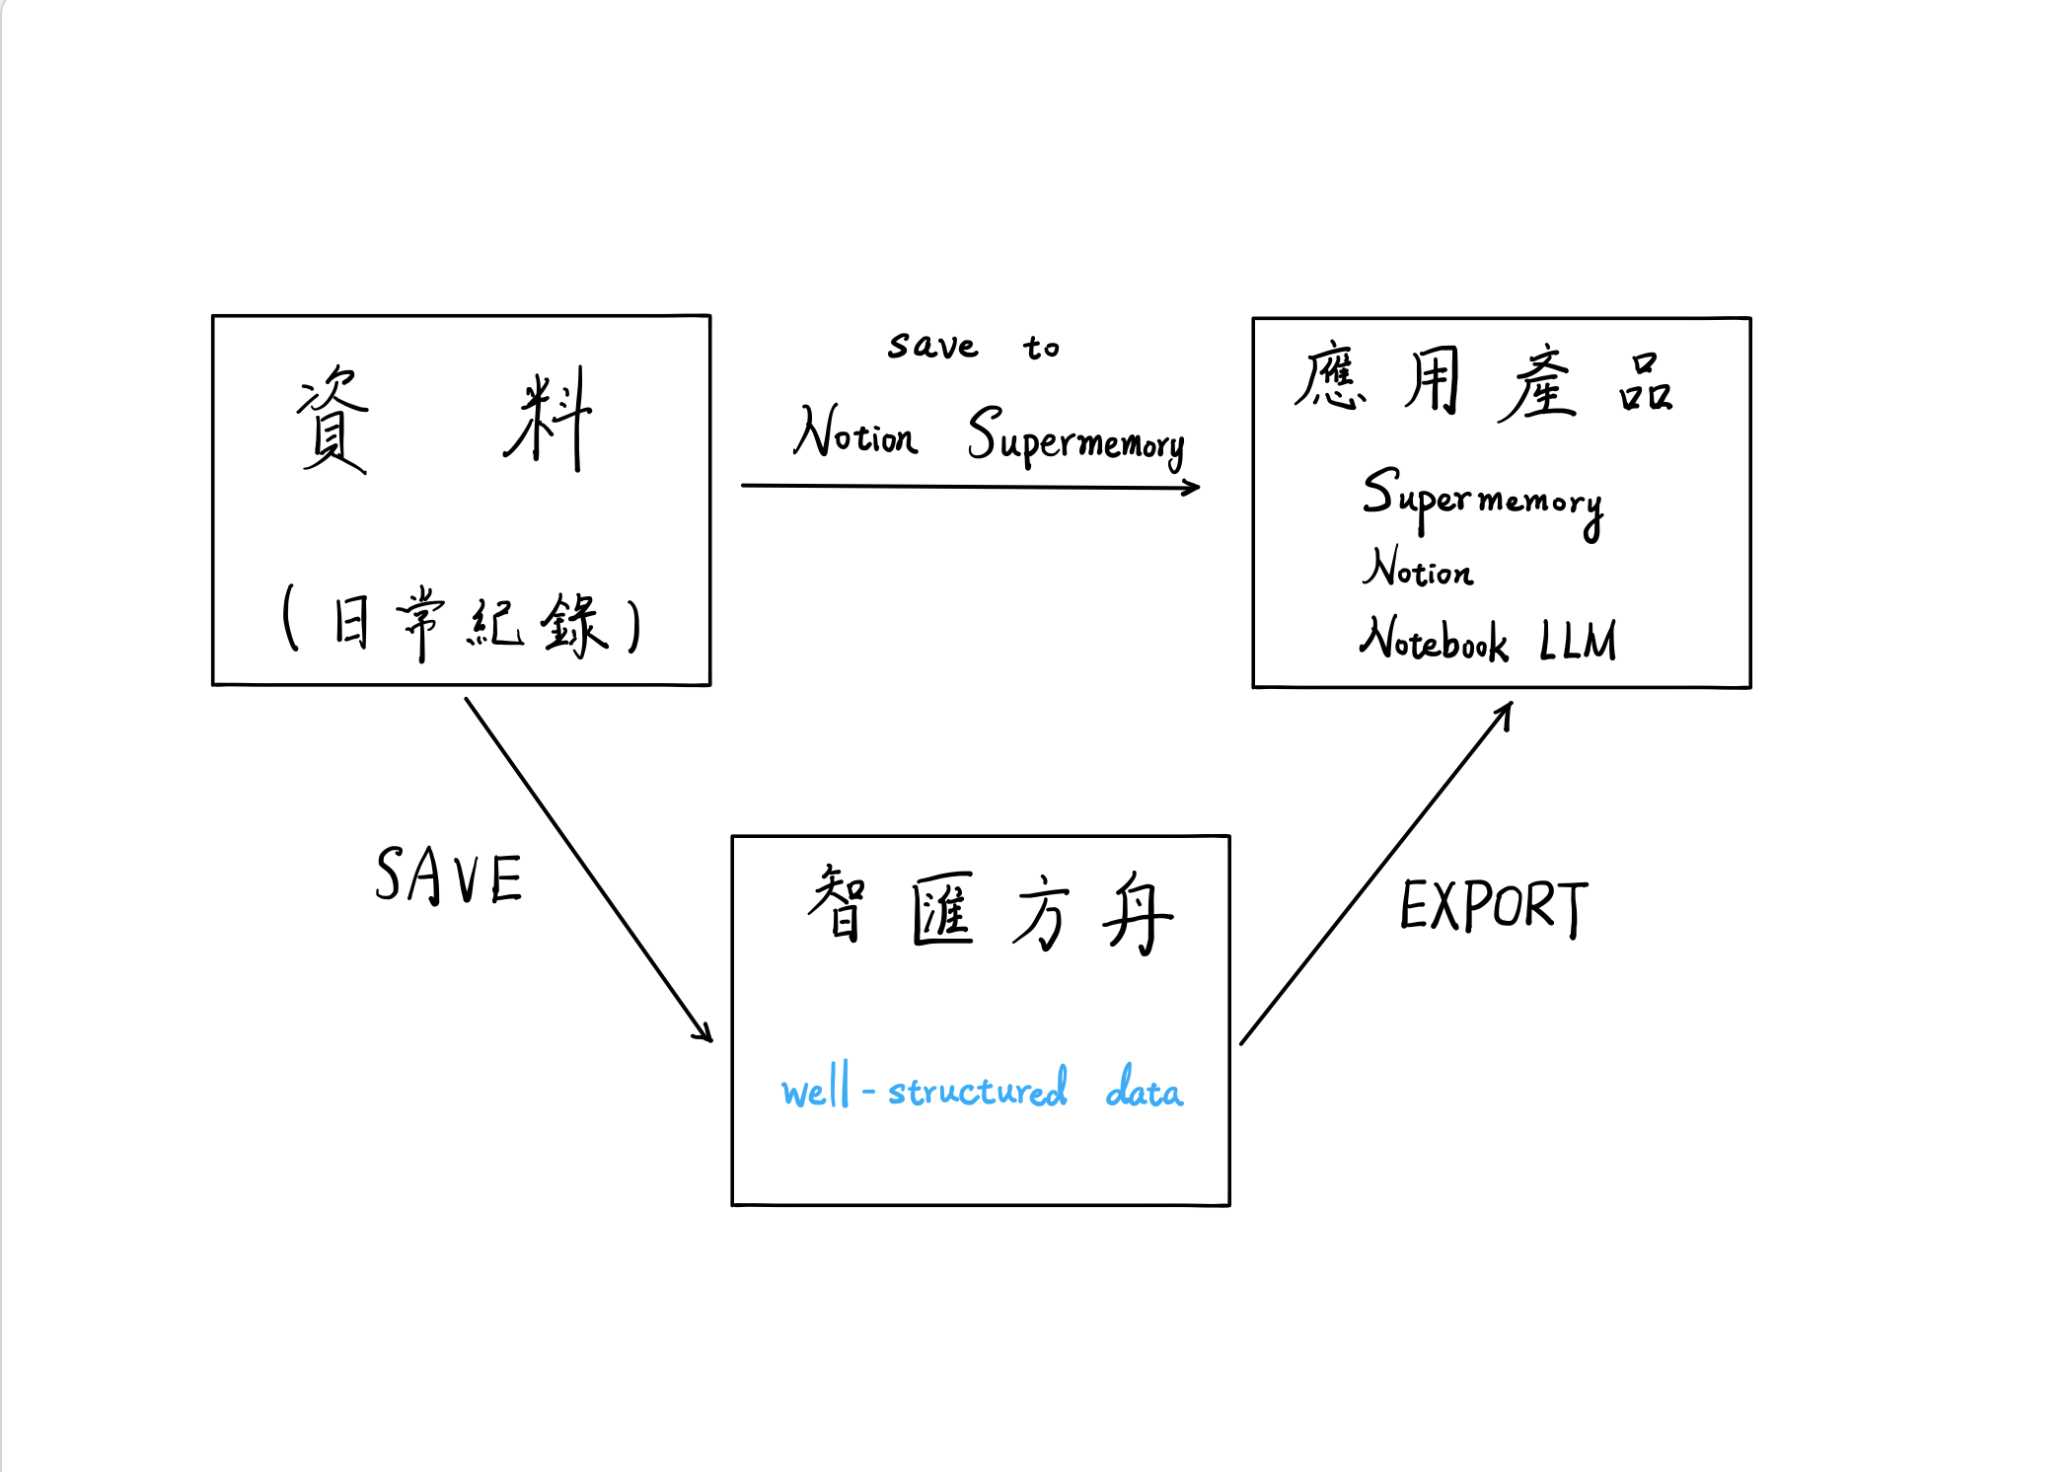 資料
(日常紀錄)
save to
Notion Supermemory
應用產品
Supermemory
Notion
Notebook LLM
SAVE
智匯方舟
well-structured data
EXPORT